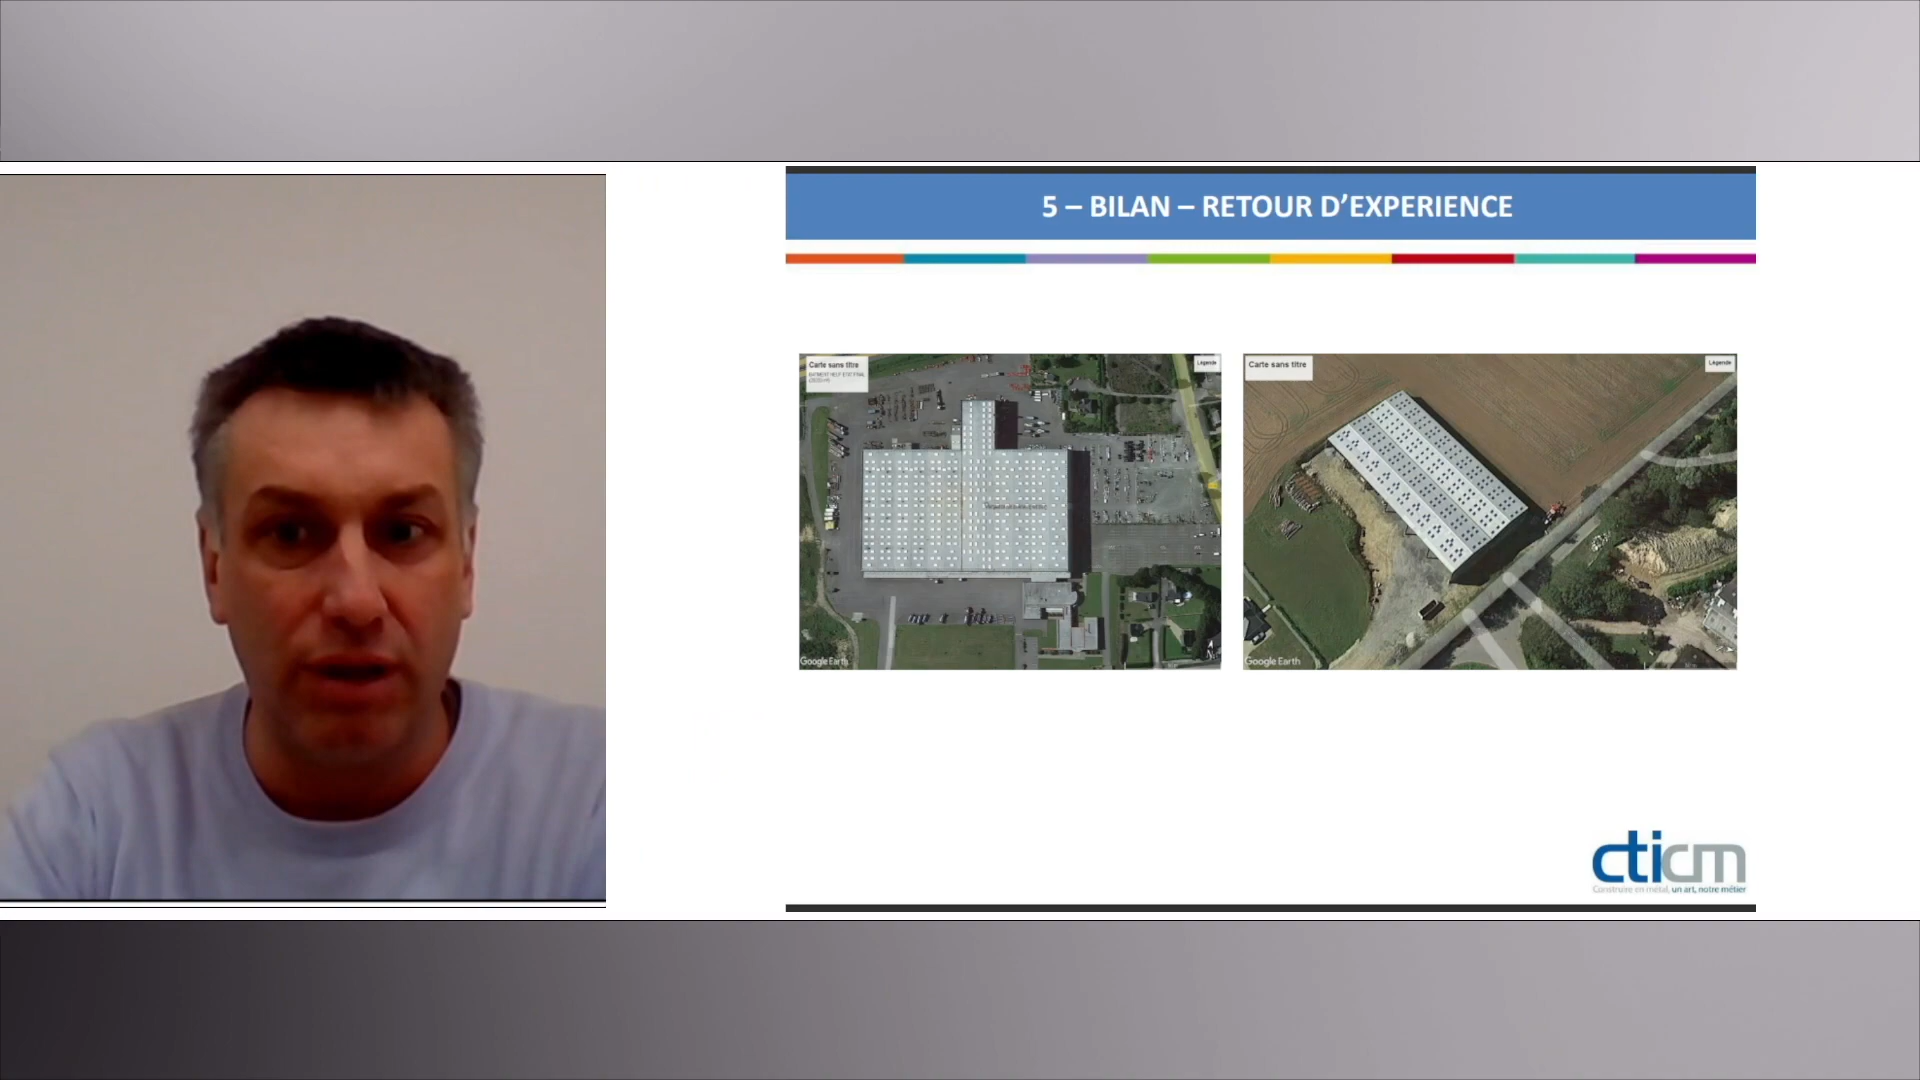 5 – BILAN – RETOUR D'EXPERIENCE
Carte sans titre
Légende
Google Earth
Carte sans titre
Légende
Google Earth
cticm
Construire en métal, un art, notre métier